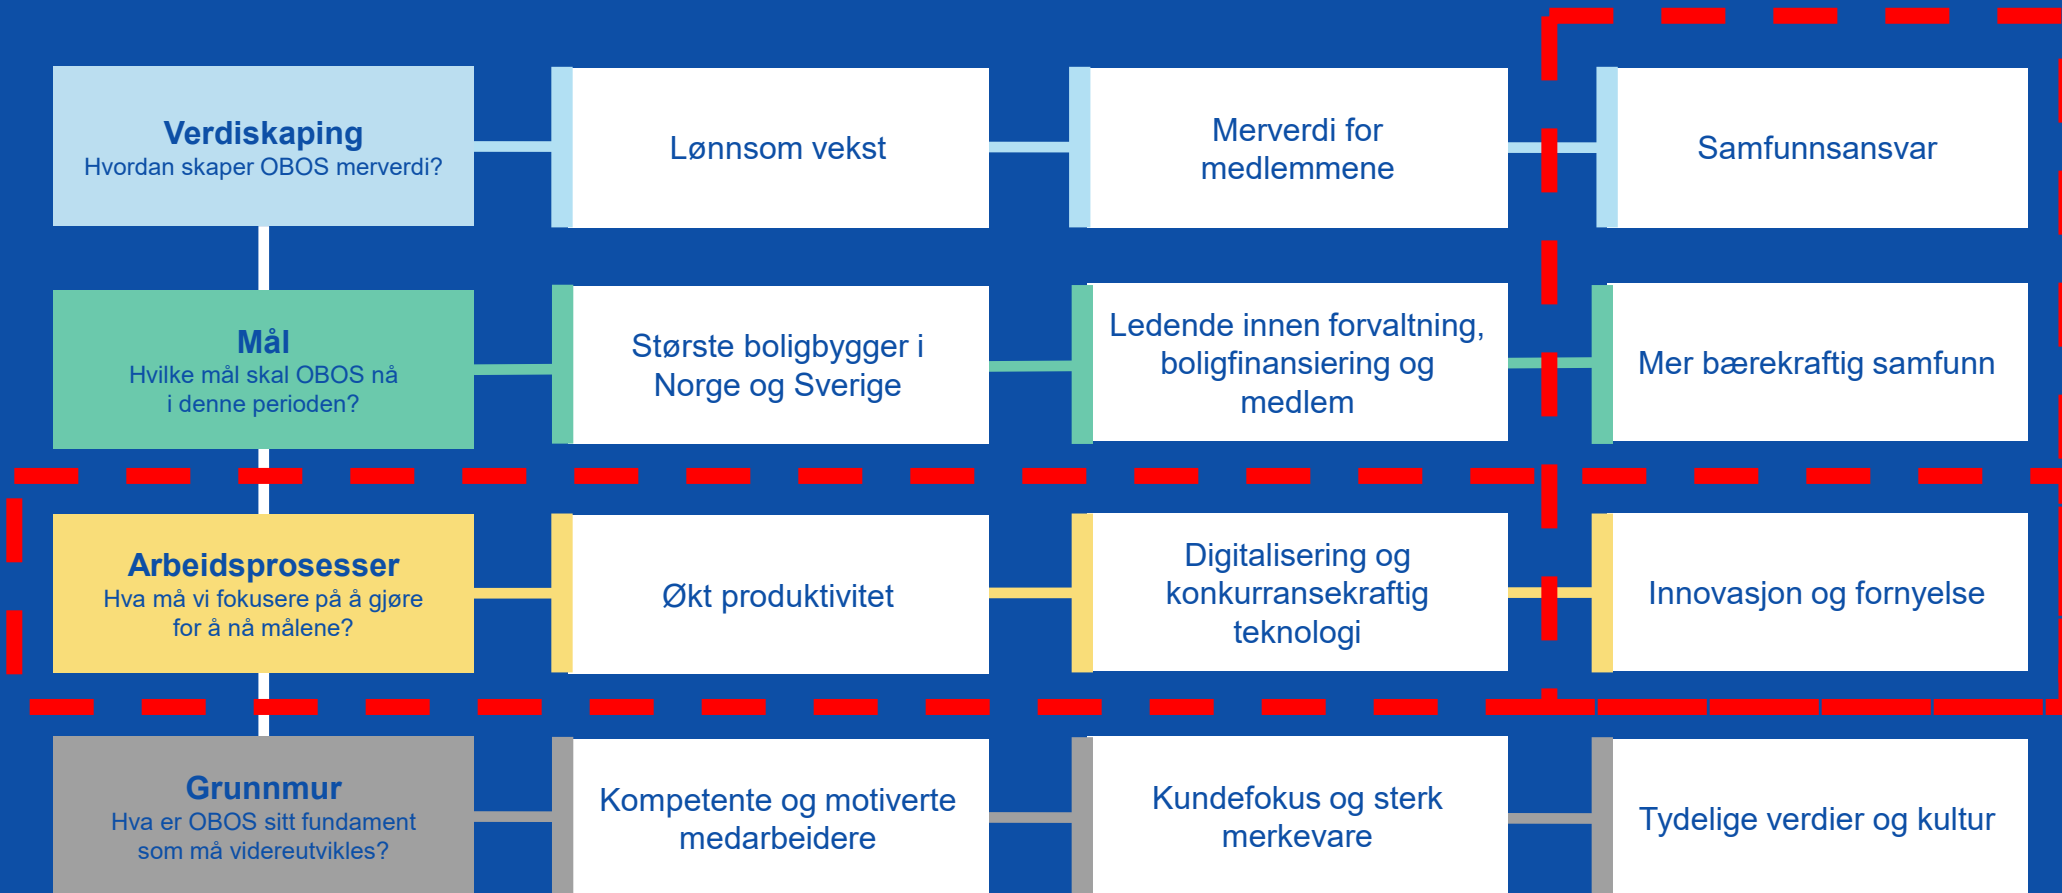 Verdiskaping
Hvordan skaper OBOS merverdi?
Lønnsom vekst
Merverdi for
medlemmene
Samfunnsansvar
Mål
Hvilke mål skal OBOS nå
i denne perioden?
Største boligbygger i
Norge og Sverige
Ledende innen forvaltning,
boligfinansiering og
medlem
Mer bærekraftig samfunn
Arbeidsprosesser
Hva må vi fokusere på å gjøre
for å nå målene?
Økt produktivitet
Digitalisering og
konkurransekraftig
teknologi
Innovasjon og fornyelse
Grunnmur
Hva er OBOS sitt fundament
som må videreutvikles?
Kompetente og motiverte
medarbeidere
Kundefokus og sterk
merkevare
Tydelige verdier og kultur